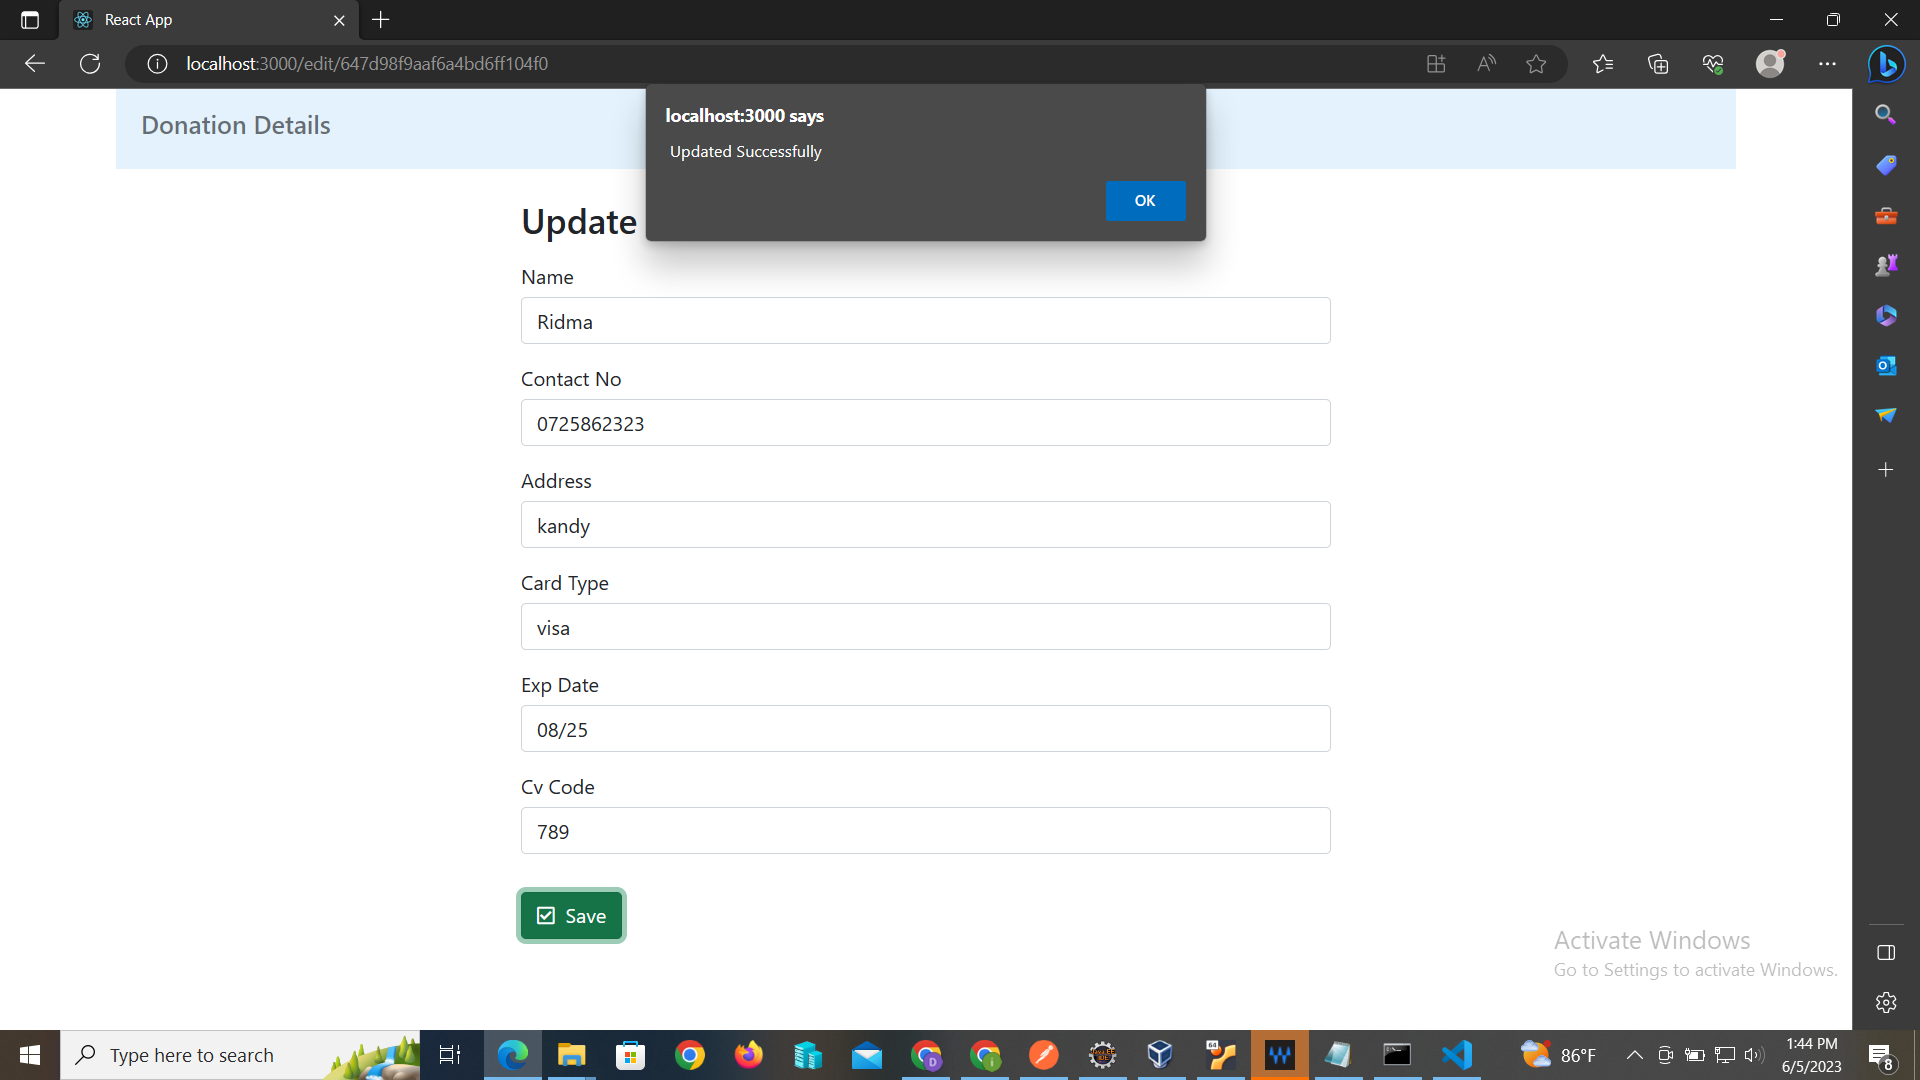 React App
localhost:3000/edit/647d98f9aaf6a4bd6ff104f0
Donation Details
localhost:3000 says
Updated Successfully
OK
Update
Name
Ridma
Contact No
0725862323
Address
kandy
Card Type
visa
Exp Date
08/25
Cv Code
789
Save
Activate Windows
Go to Settings to activate Windows.
Type here to search
86°F
1:44 PM
6/5/2023
8